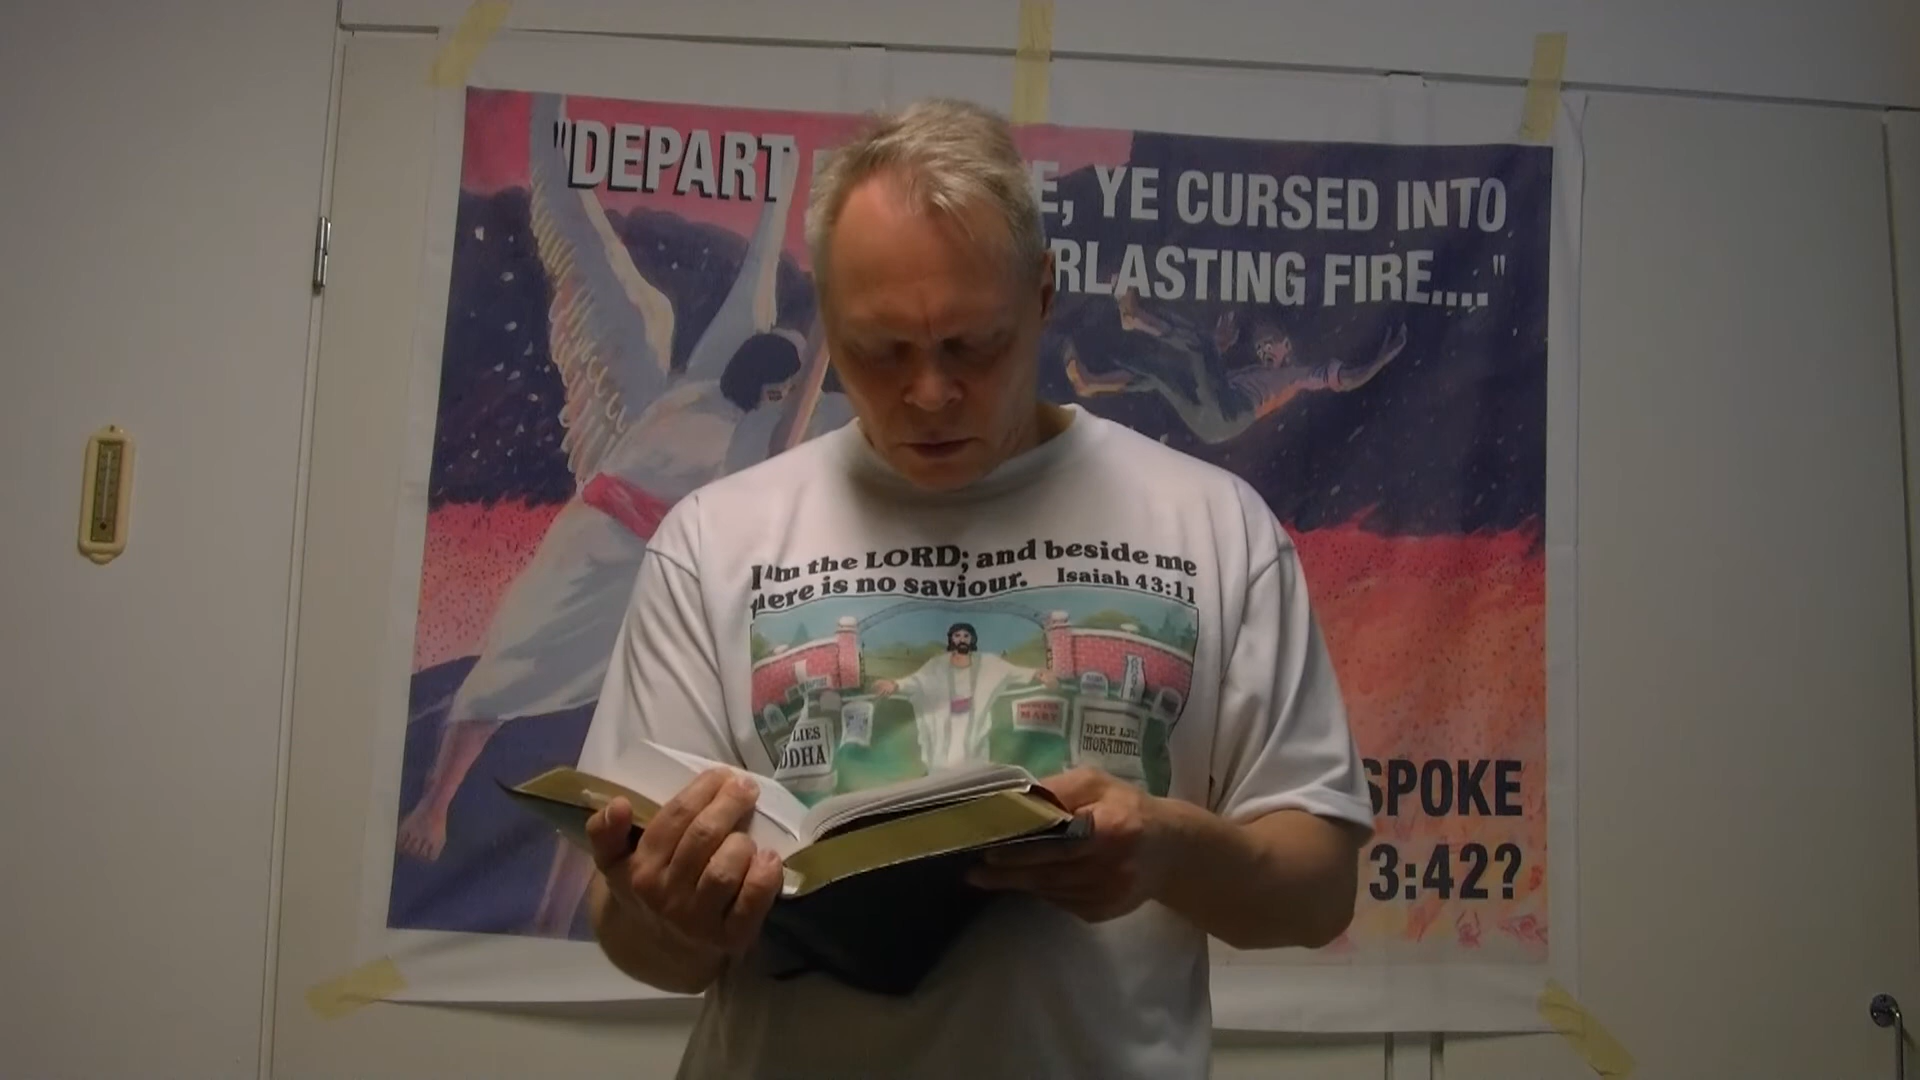 "DEPART E, YE CURSED INTO
RLASTING FIRE...."
I am the LORD; and beside me
there is no saviour. Isaiah 43:11
LIES
DDHA
MARY
HERE LIES
MOHAMME
SPOKE
3:42?